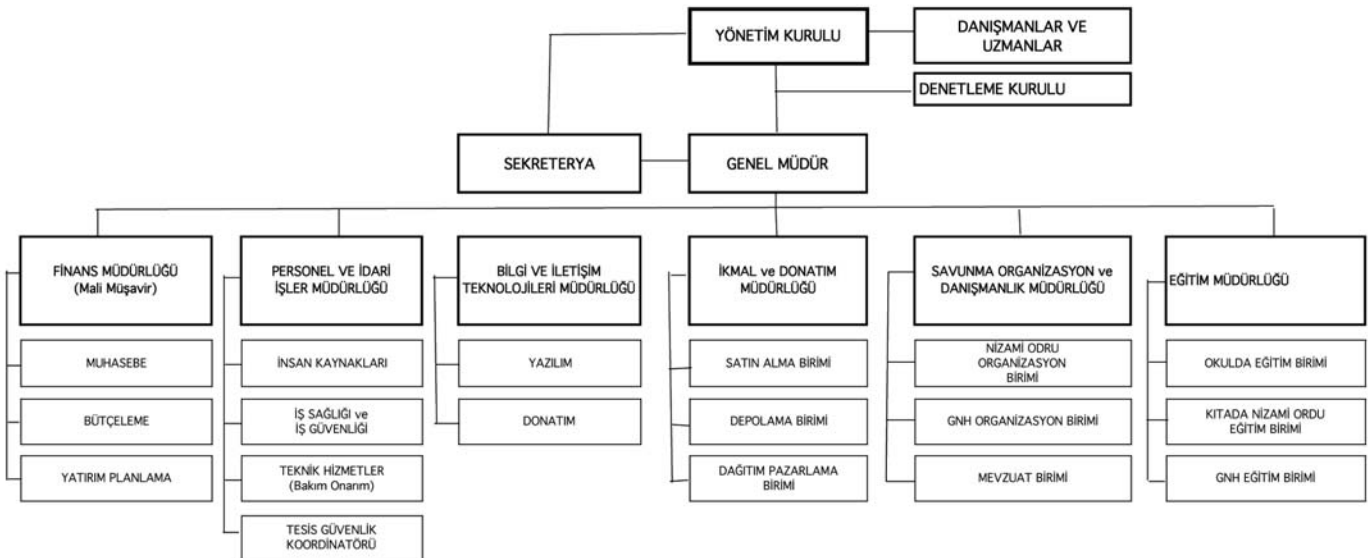 YÖNETİM KURULU
DANIŞMANLAR VE
UZMANLAR
DENETLEME KURULU
SEKRETERYA
GENEL MÜDÜR
FİNANS MÜDÜRLÜĞÜ
(Mali Müşavir)
MUHASEBE
BÜTÇELEME
YATIRIM PLANLAMA
PERSONEL VE İDARİ
İŞLER MÜDÜRLÜĞÜ
İNSAN KAYNAKLARI
İŞ SAĞLIĞI ve
İŞ GÜVENLİĞİ
TEKNİK HİZMETLER
(Bakım Onarım)
TESİS GÜVENLİK
KOORDİNATÖRÜ
BİLGİ VE İLETİŞİM
TEKNOLOJİLERİ MÜDÜRLÜĞÜ
YAZILIM
DONATIM
İKMAL ve DONATIM
MÜDÜRLÜĞÜ
SATIN ALMA BİRİMİ
DEPOLAMA BİRİMİ
DAĞITIM PAZARLAMA
BİRİMİ
SAVUNMA ORGANİZASYON ve
DANIŞMANLIK MÜDÜRLÜĞÜ
NİZAMİ ODRU
ORGANİZASYON
BİRİMİ
GNH ORGANİZASYON BİRİMİ
MEVZUAT BİRİMİ
EĞİTİM MÜDÜRLÜĞÜ
OKULDA EĞİTİM BİRİMİ
KITADA NİZAMİ ORDU
EĞİTİM BİRİMİ
GNH EĞİTİM BİRİMİ